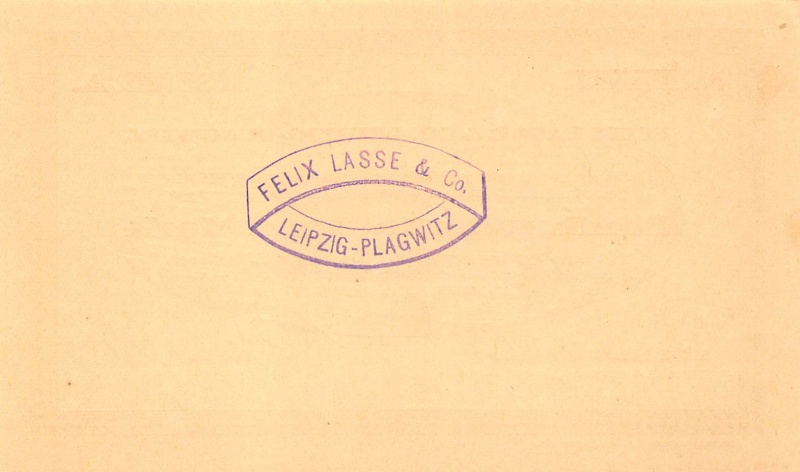 FELIX LASSE & Co.
LEIPZIG-PLAGWITZ